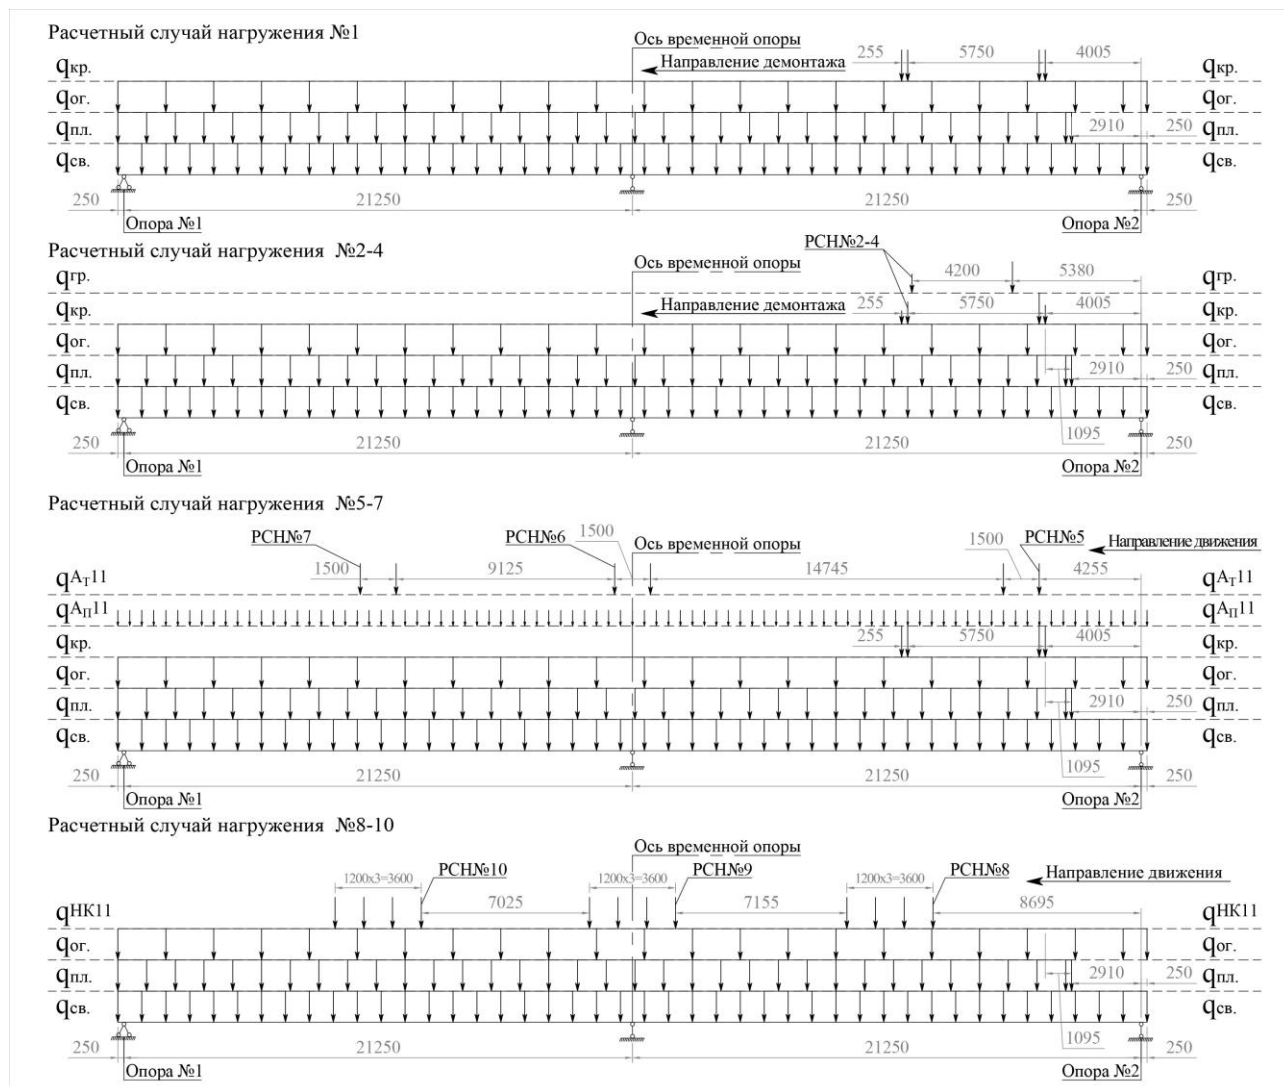 Расчетный случай нагружения №1
Ось временной опоры
Направление демонтажа
255 5750 4005
qкр. qкр.
qог. qог.
qпл. 2910 250 qпл.
qсв. qсв.
250 21250 21250 250
Опора №1 Опора №2
Расчетный случай нагружения №2-4
РСН№2-4
Ось временной опоры
qгр. 4200 5380 qгр.
Направление демонтажа
qкр. 255 5750 4005 qкр.
qог. qог.
qпл. 2910 250 qпл.
qсв. qсв.
250 21250 21250 1095 250
Опора №1 Опора №2
Расчетный случай нагружения №5-7
РСН№7 РСН№6 1500 Ось временной опоры 1500 РСН№5 Направление движения
qАт11 1500 9125 14745 4255 qАт11
qАП11 qАП11
qкр. 255 5750 4005 qкр.
qог. qог.
qпл. 2910 250 qпл.
qсв. qсв.
250 21250 21250 1095 250
Опора №1 Опора №2
Расчетный случай нагружения №8-10
Ось временной опоры
1200х3=3600 РСН№10 1200х3=3600 РСН№9 1200х3=3600 РСН№8 Направление движения
qНК11 7025 7155 8695 qНК11
qог. qог.
qпл. 2910 250 qпл.
qсв. qсв.
250 21250 21250 1095 250
Опора №1 Опора №2